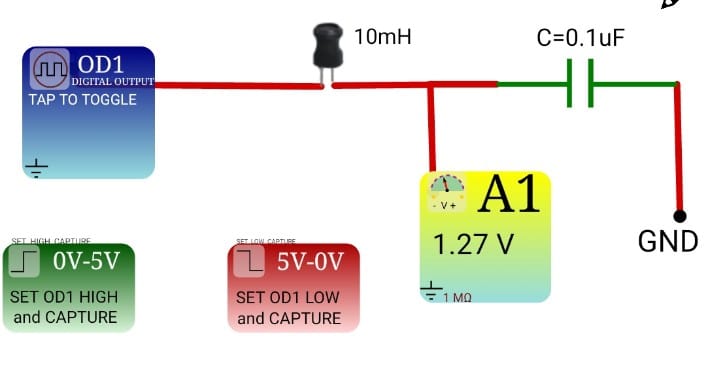 10mH
C=0.1uF
OD1
DIGITAL OUTPUT
TAP TO TOGGLE
- V +
A1
1.27 V
1 MΩ
GND
SET HIGH CAPTURE
0V-5V
SET OD1 HIGH
and CAPTURE
SET LOW CAPTURE
5V-0V
SET OD1 LOW
and CAPTURE